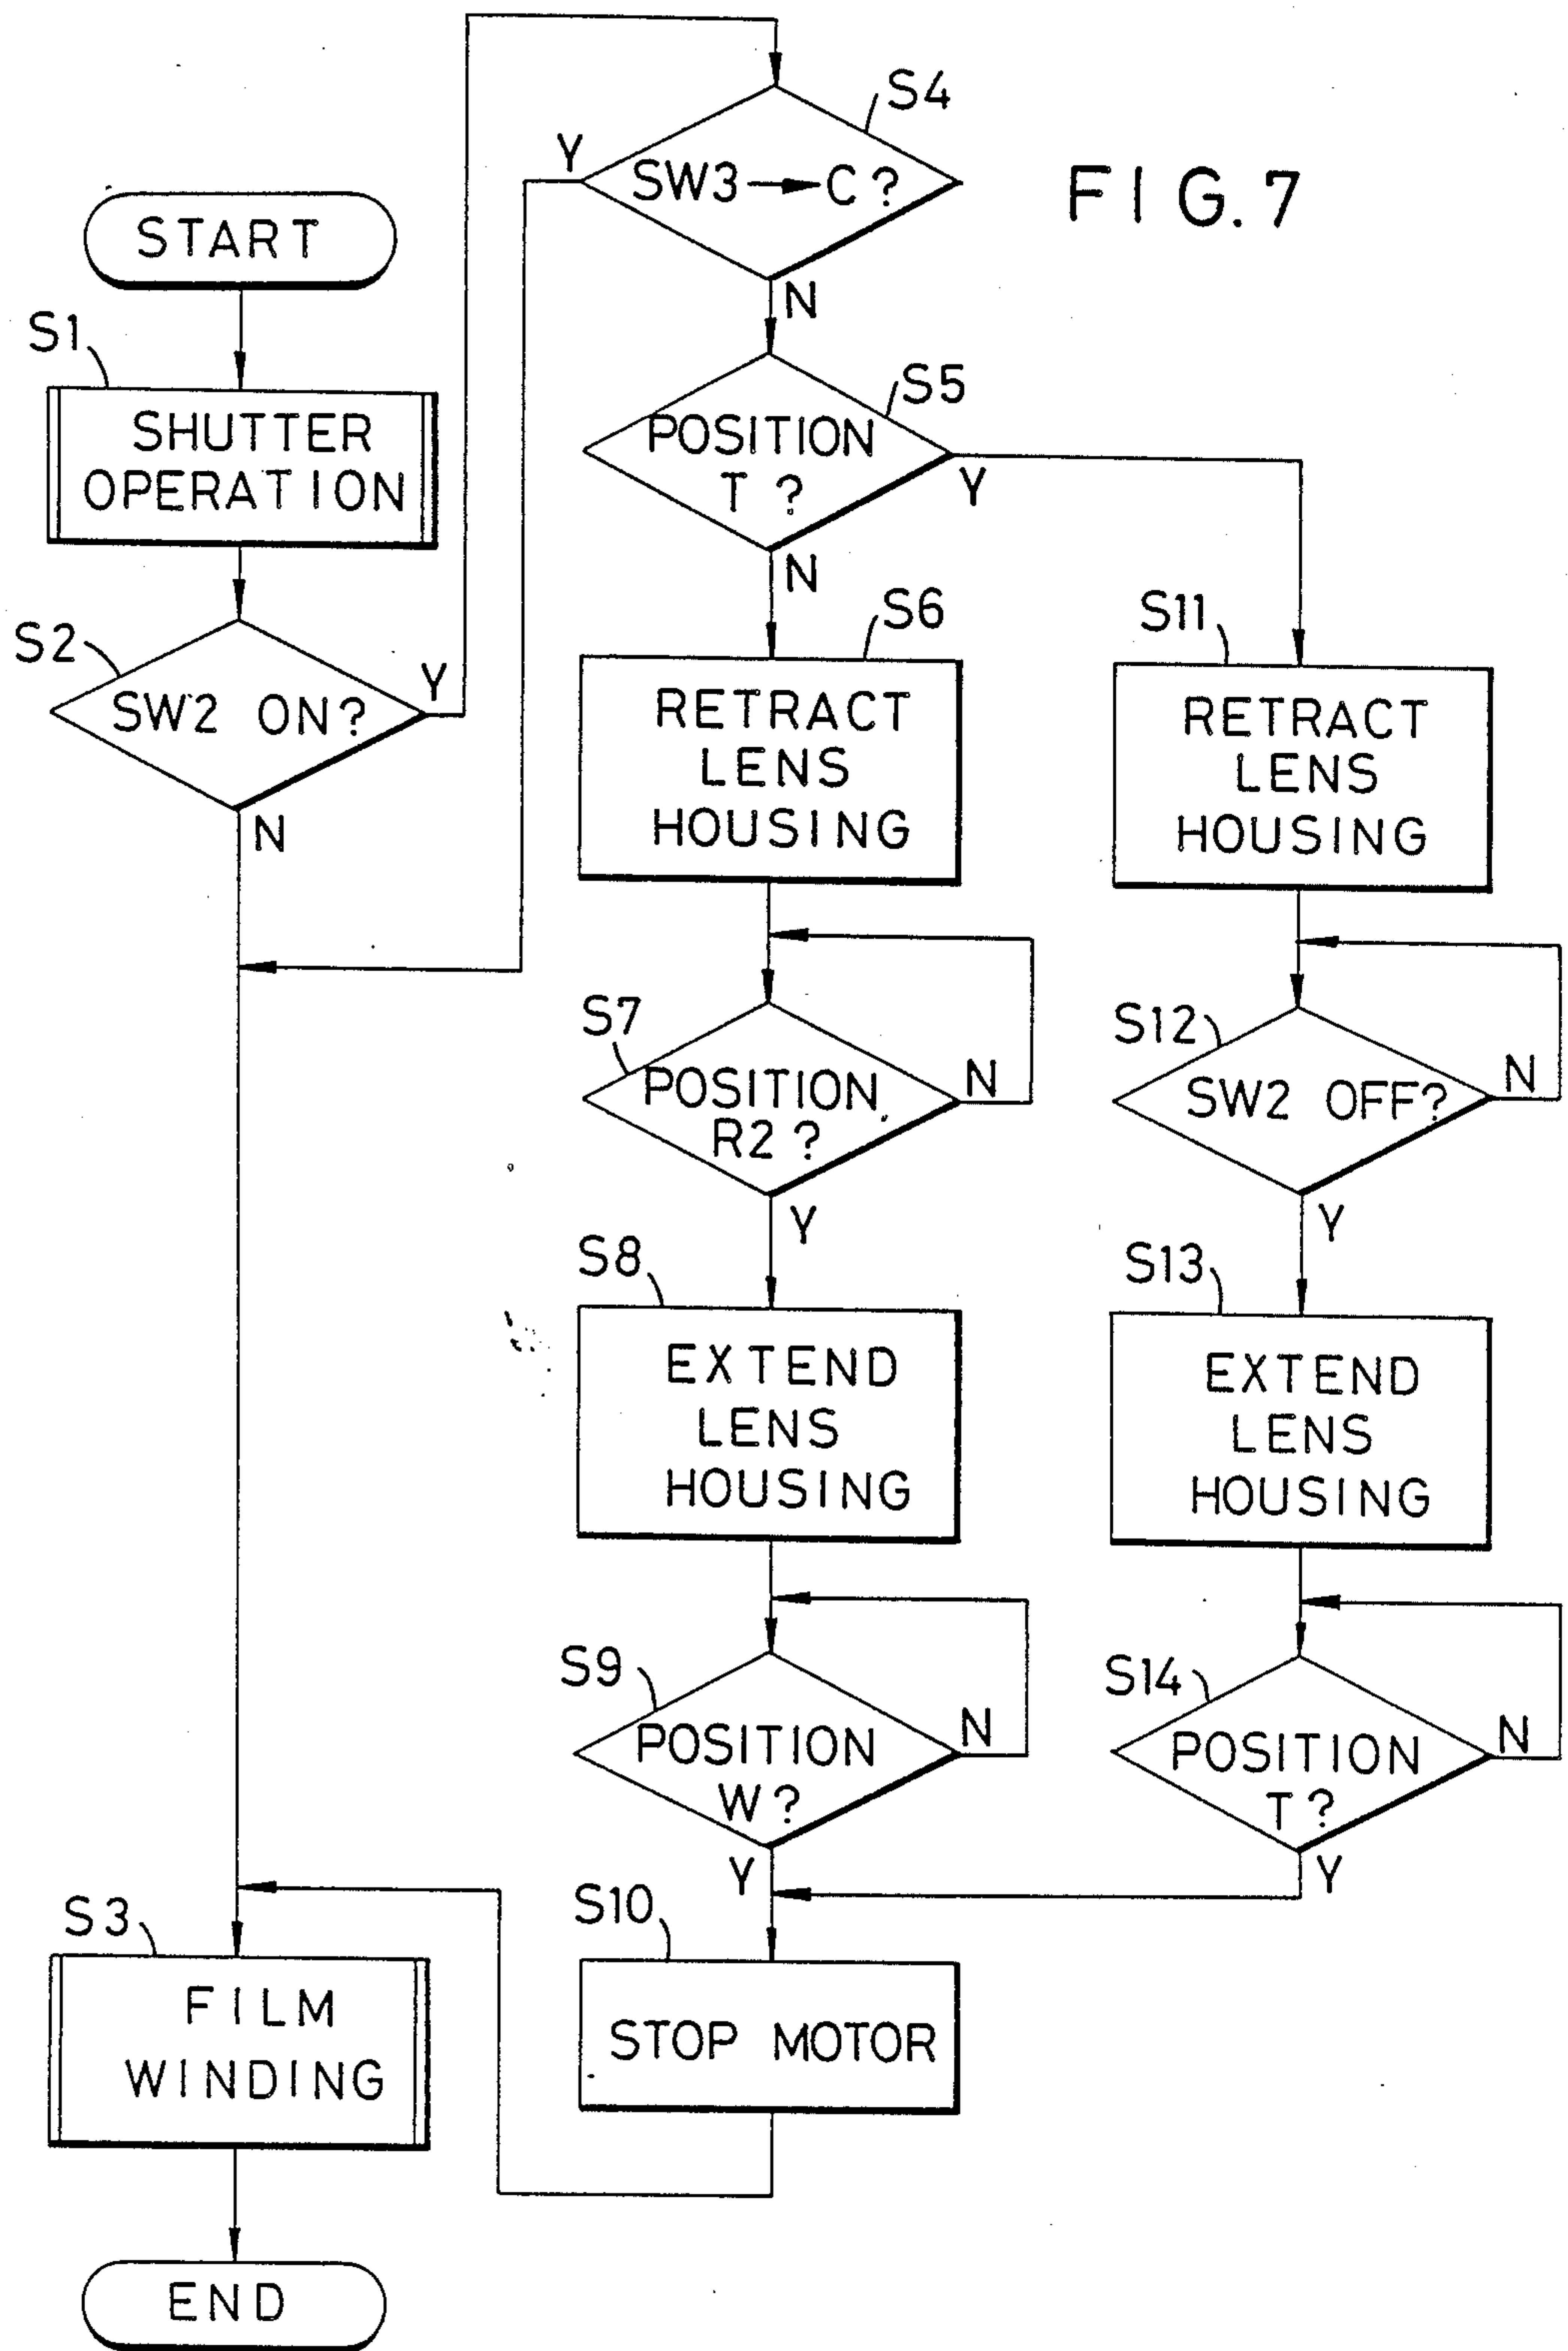 FIG. 7
START
S1
SHUTTER
OPERATION
S2
SW2 ON?
Y
N
S4
SW3→C?
Y
N
S5
POSITION
T ?
Y
N
S6
RETRACT
LENS
HOUSING
S7
POSITION
R2 ?
N
Y
S8
EXTEND
LENS
HOUSING
S9
POSITION
W?
N
Y
S10
STOP MOTOR
S11
RETRACT
LENS
HOUSING
S12
SW2 OFF?
N
Y
S13
EXTEND
LENS
HOUSING
S14
POSITION
T?
N
Y
S3
FILM
WINDING
END